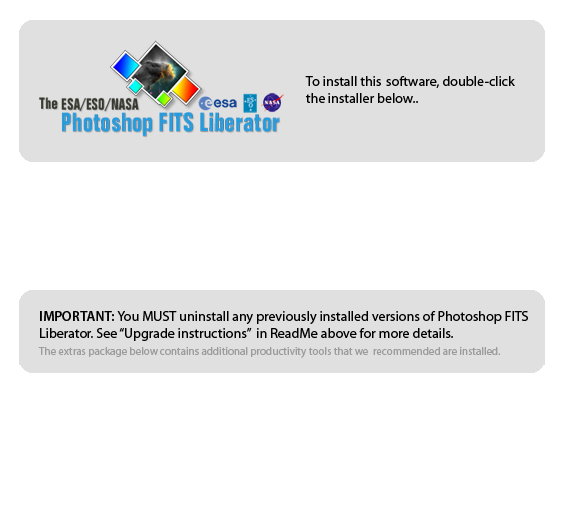 To install this software, double-click
the installer below..
The ESA/ESO/NASA
esa
ESO
NASA
Photoshop FITS Liberator
IMPORTANT: You MUST uninstall any previously installed versions of Photoshop FITS
Liberator. See “Upgrade instructions” in ReadMe above for more details.
The extras package below contains additional productivity tools that we recommended are installed.